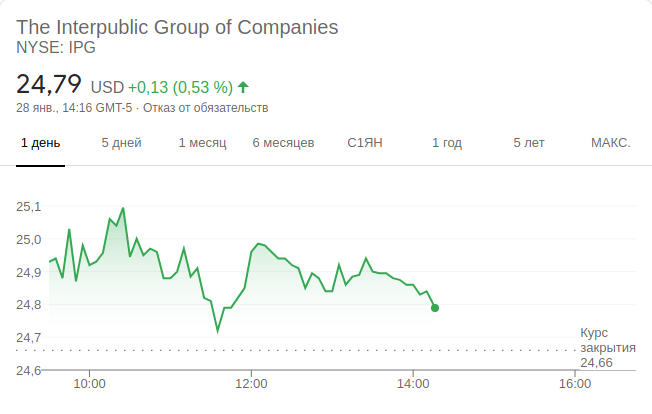 The Interpublic Group of Companies
NYSE: IPG
24,79 USD +0,13 (0,53 %)
28 янв., 14:16 GMT-5 · Отказ от обязательств
1 день 5 дней 1 месяц 6 месяцев С1ЯН 1 год 5 лет МАКС.
25,1
25,0
24,9
24,8
24,7
24,6
Курс
закрытия
24,66
10:00 12:00 14:00 16:00